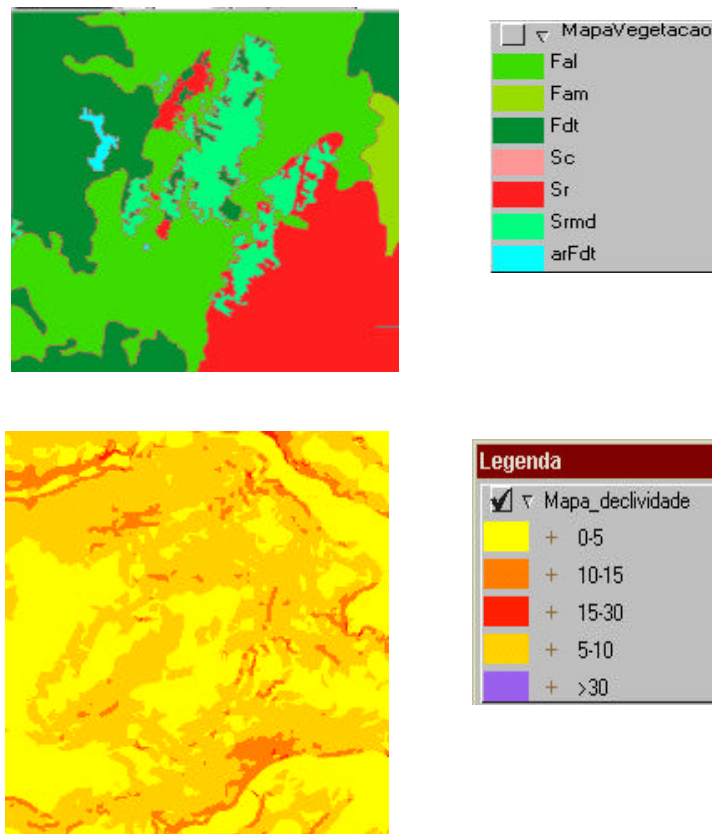 MapaVegetacao
Fal
Fam
Fdt
Sc
Sr
Srmd
arFdt
Legenda
Mapa_declividade
+ 0-5
+ 10-15
+ 15-30
+ 5-10
+ >30